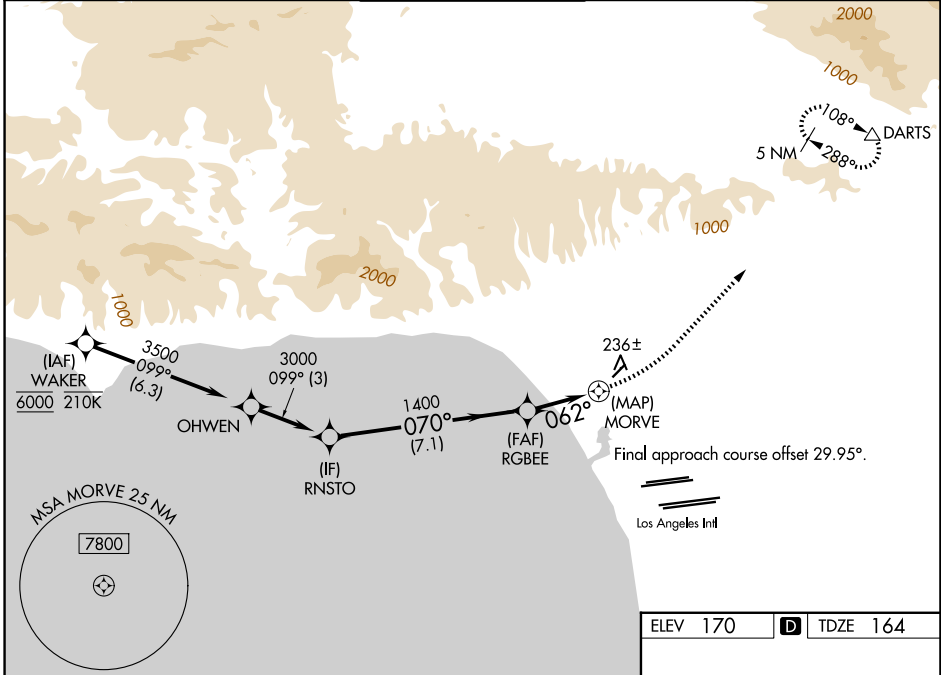 2000
1000
108°
DARTS
5 NM
288°
1000
2000
1000
3500
099°
(6.3)
(IAF)
WAKER
6000 210K
3000
099° (3)
OHWEN
236±
1400
070°
(7.1)
062°
(MAP)
MORVE
(FAF)
RGBEE
(IF)
RNSTO
Final approach course offset 29.95°.
Los Angeles Intl
MSA MORVE 25 NM
7800
ELEV 170 D TDZE 164